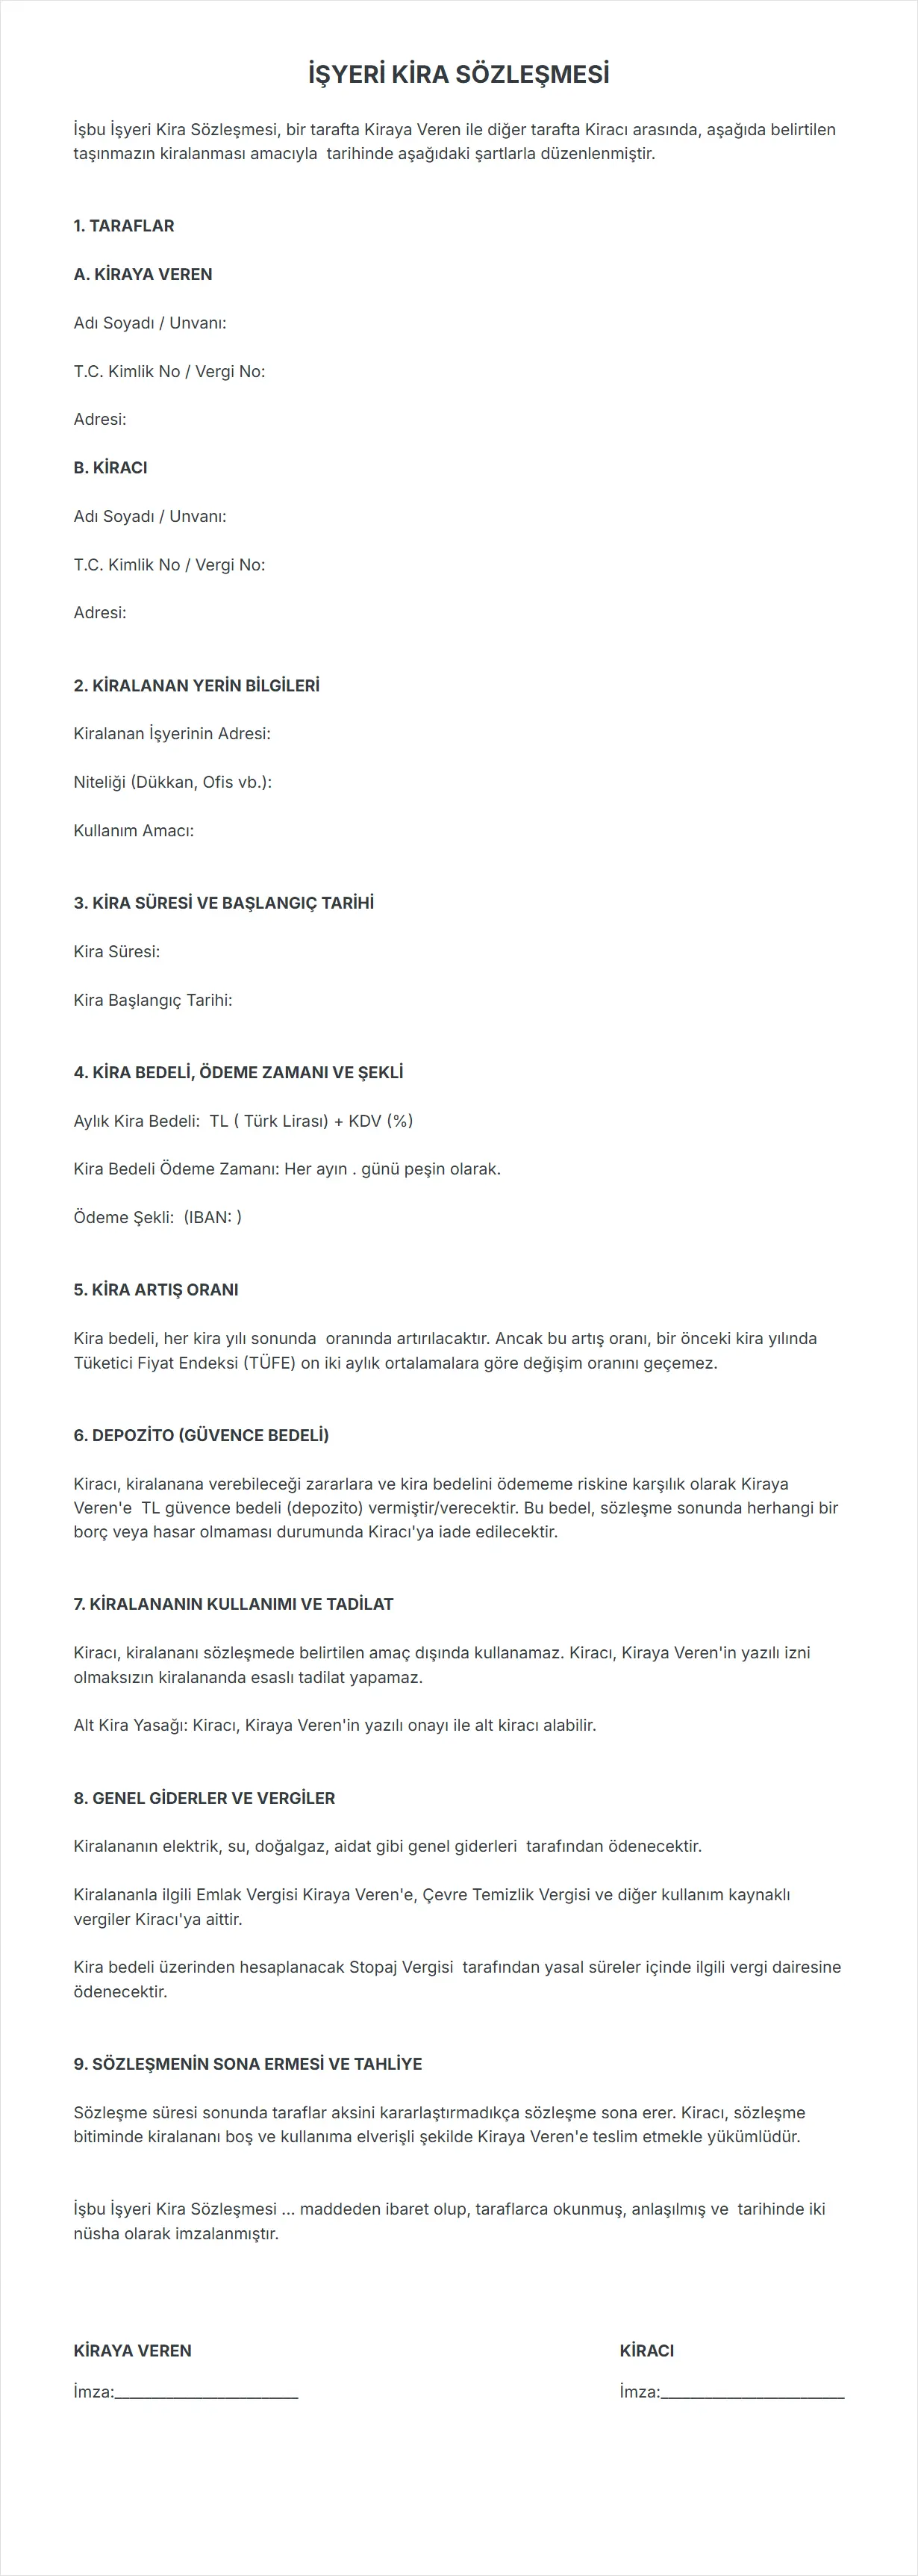 İŞYERİ KİRA SÖZLEŞMESİ
İşbu İşyeri Kira Sözleşmesi, bir tarafta Kiraya Veren ile diğer tarafta Kiracı arasında, aşağıda belirtilen
taşınmazın kiralanması amacıyla  tarihinde aşağıdaki şartlarla düzenlenmiştir.
1. TARAFLAR
A. KİRAYA VEREN
Adı Soyadı / Unvanı:
T.C. Kimlik No / Vergi No:
Adresi:
B. KİRACI
Adı Soyadı / Unvanı:
T.C. Kimlik No / Vergi No:
Adresi:
2. KİRALANAN YERİN BİLGİLERİ
Kiralanan İşyerinin Adresi:
Niteliği (Dükkan, Ofis vb.):
Kullanım Amacı:
3. KİRA SÜRESİ VE BAŞLANGIÇ TARİHİ
Kira Süresi:
Kira Başlangıç Tarihi:
4. KİRA BEDELİ, ÖDEME ZAMANI VE ŞEKLİ
Aylık Kira Bedeli:  TL ( Türk Lirası) + KDV (%)
Kira Bedeli Ödeme Zamanı: Her ayın . günü peşin olarak.
Ödeme Şekli:  (IBAN: )
5. KİRA ARTIŞ ORANI
Kira bedeli, her kira yılı sonunda  oranında artırılacaktır. Ancak bu artış oranı, bir önceki kira yılında
Tüketici Fiyat Endeksi (TÜFE) on iki aylık ortalamalara göre değişim oranını geçemez.
6. DEPOZİTO (GÜVENCE BEDELİ)
Kiracı, kiralanana verebileceği zararlara ve kira bedelini ödememe riskine karşılık olarak Kiraya
Veren'e  TL güvence bedeli (depozito) vermiştir/verecektir. Bu bedel, sözleşme sonunda herhangi bir
borç veya hasar olmaması durumunda Kiracı'ya iade edilecektir.
7. KİRALANANIN KULLANIMI VE TADİLAT
Kiracı, kiralananı sözleşmede belirtilen amaç dışında kullanamaz. Kiracı, Kiraya Veren'in yazılı izni
olmaksızın kiralananda esaslı tadilat yapamaz.
Alt Kira Yasağı: Kiracı, Kiraya Veren'in yazılı onayı ile alt kiracı alabilir.
8. GENEL GİDERLER VE VERGİLER
Kiralananın elektrik, su, doğalgaz, aidat gibi genel giderleri  tarafından ödenecektir.
Kiralananla ilgili Emlak Vergisi Kiraya Veren'e, Çevre Temizlik Vergisi ve diğer kullanım kaynaklı
vergiler Kiracı'ya aittir.
Kira bedeli üzerinden hesaplanacak Stopaj Vergisi  tarafından yasal süreler içinde ilgili vergi dairesine
ödenecektir.
9. SÖZLEŞMENİN SONA ERMESİ VE TAHLİYE
Sözleşme süresi sonunda taraflar aksini kararlaştırmadıkça sözleşme sona erer. Kiracı, sözleşme
bitiminde kiralananı boş ve kullanıma elverişli şekilde Kiraya Veren'e teslim etmekle yükümlüdür.
İşbu İşyeri Kira Sözleşmesi ... maddeden ibaret olup, taraflarca okunmuş, anlaşılmış ve  tarihinde iki
nüsha olarak imzalanmıştır.
KİRAYA VEREN
KİRACI
İmza:_________________________
İmza:_________________________